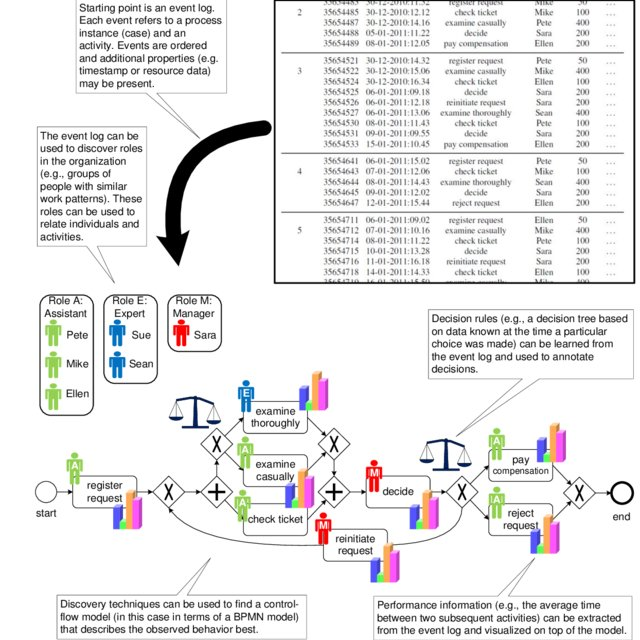 Starting point is an event log.
Each event refers to a process
instance (case) and an
activity. Events are ordered
and additional properties (e.g.
timestamp or resource data)
may be present.
35654485 30-12-2010:11.32 register request Mike 50 ...
2 35654487 30-12-2010:12.12 check ticket Mike 100 ...
35654487 30-12-2010:14.16 examine casually Pete 400 ...
35654488 05-01-2011:11.22 decide Sara 200 ...
35654489 08-01-2011:12.05 pay compensation Ellen 200 ...
35654521 30-12-2010:14.32 register request Pete 50 ...
3 35654522 30-12-2010:15.06 examine casually Mike 400 ...
35654524 30-12-2010:16.34 check ticket Ellen 100 ...
35654525 06-01-2011:09.18 decide Sara 200 ...
35654526 06-01-2011:12.18 reinitiate request Sara 200 ...
35654527 06-01-2011:13.06 examine thoroughly Sean 400 ...
35654530 08-01-2011:11.43 check ticket Pete 100 ...
35654531 09-01-2011:09.55 decide Sara 200 ...
35654533 15-01-2011:10.45 pay compensation Ellen 200 ...
35654641 06-01-2011:15.02 register request Pete 50 ...
4 35654643 07-01-2011:12.06 check ticket Mike 100 ...
35654644 08-01-2011:14.43 examine thoroughly Sean 400 ...
35654645 09-01-2011:12.02 decide Sara 200 ...
35654647 12-01-2011:15.44 reject request Ellen 200 ...
35654711 06-01-2011:09.02 register request Ellen 50 ...
5 35654712 07-01-2011:10.16 examine casually Mike 400 ...
35654714 08-01-2011:11.22 check ticket Pete 100 ...
35654715 10-01-2011:13.28 decide Sara 200 ...
35654716 11-01-2011:16.18 reinitiate request Sara 200 ...
35654718 14-01-2011:14.33 check ticket Ellen 100 ...
The event log can be
used to discover roles
in the organization
(e.g., groups of
people with similar
work patterns). These
roles can be used to
relate individuals and
activities.
Role A:
Assistant
Pete
Mike
Ellen
Role E:
Expert
Sue
Sean
Role M:
Manager
Sara
Decision rules (e.g., a decision tree based
on data known at the time a particular
choice was made) can be learned from
the event log and used to annotate
decisions.
E
examine
thoroughly
A
examine
casually
A
check ticket
A
register
request
start
X
X
X
X
X
M
decide
M
reinitiate
request
A
pay
compensation
A
reject
request
end
Discovery techniques can be used to find a control-
flow model (in this case in terms of a BPMN model)
that describes the observed behavior best.
Performance information (e.g., the average time
between two subsequent activities) can be extracted
from the event log and visualized on top of the model.